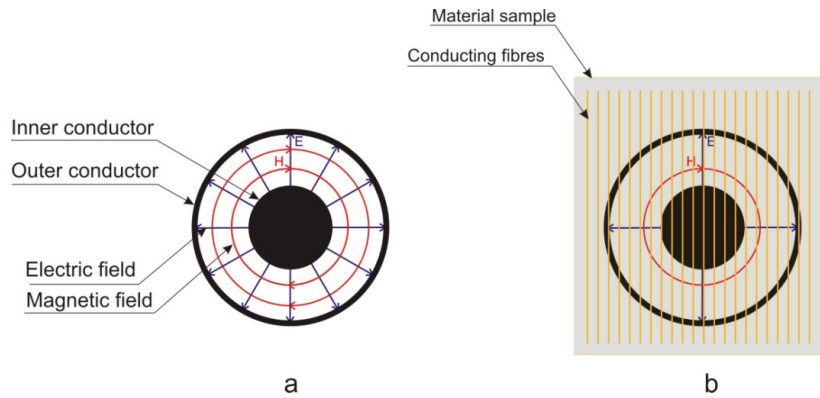 Material sample
Conducting fibres
Inner conductor
Outer conductor
Electric field
Magnetic field
E
H
E
H
a
b